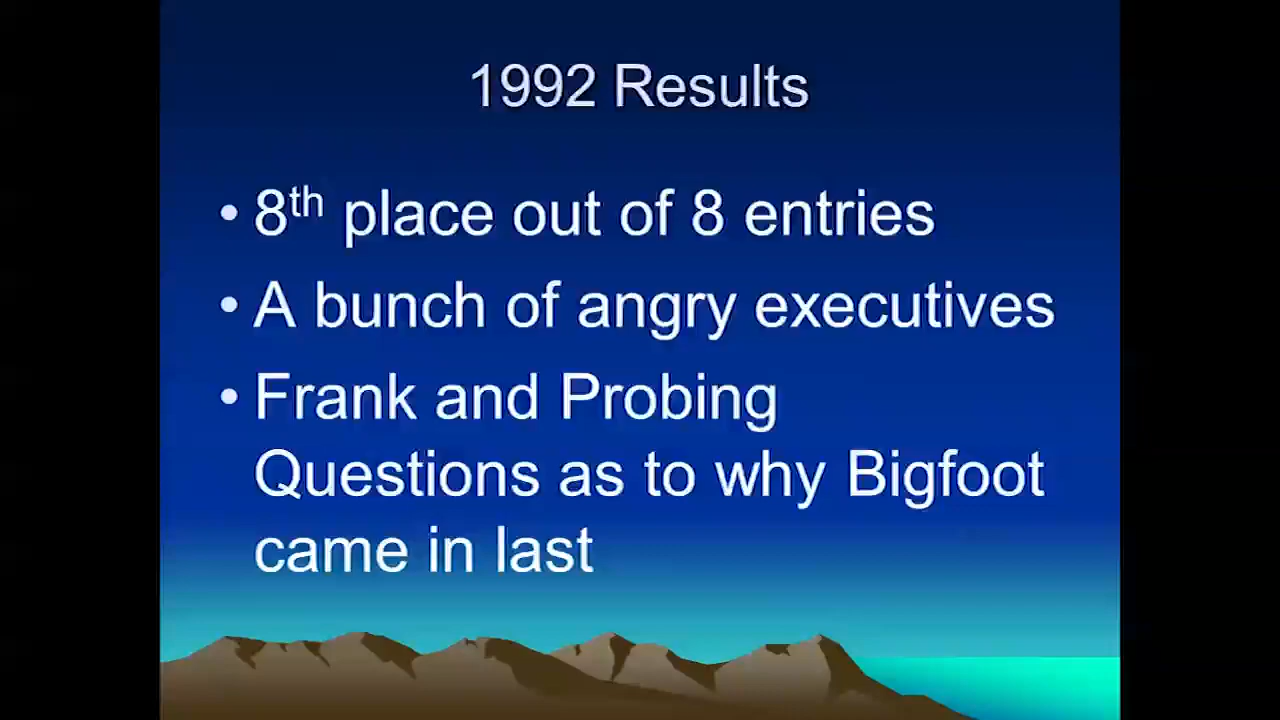 1992 Results
• 8th place out of 8 entries
• A bunch of angry executives
• Frank and Probing
Questions as to why Bigfoot
came in last